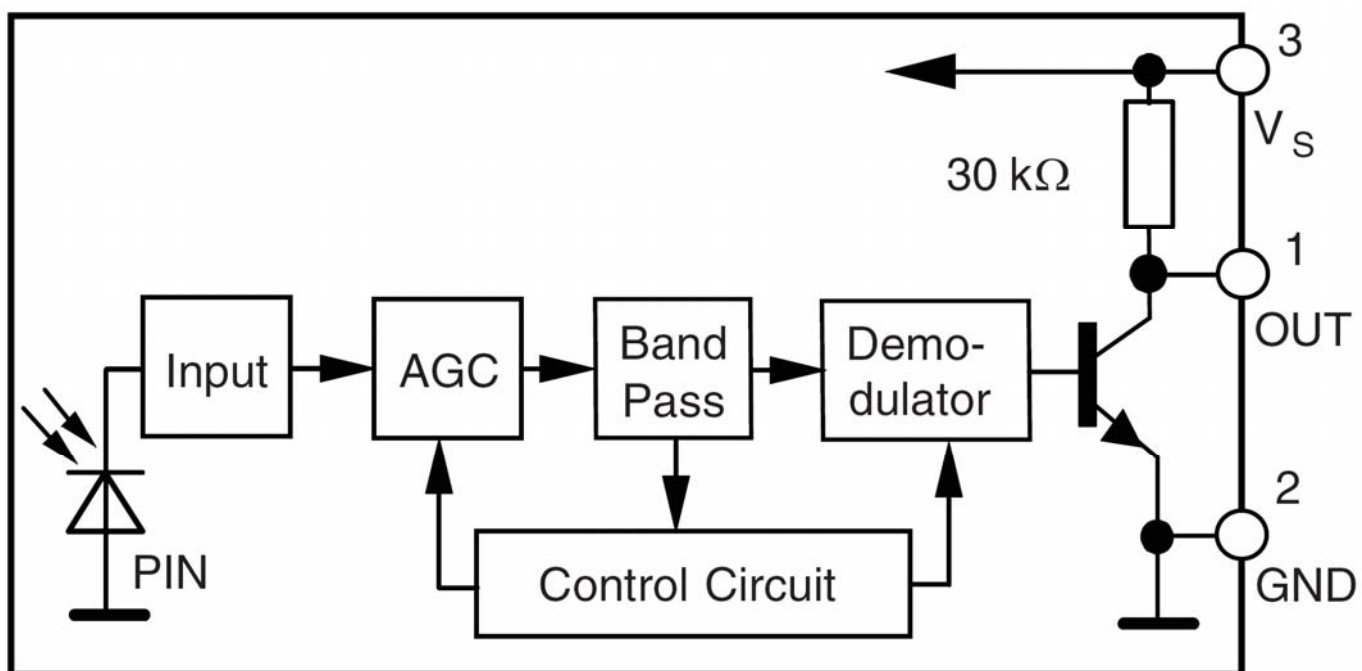 3
V S
30 kΩ
1
OUT
Input
AGC
Band
Pass
Demo-
dulator
2
GND
PIN
Control Circuit